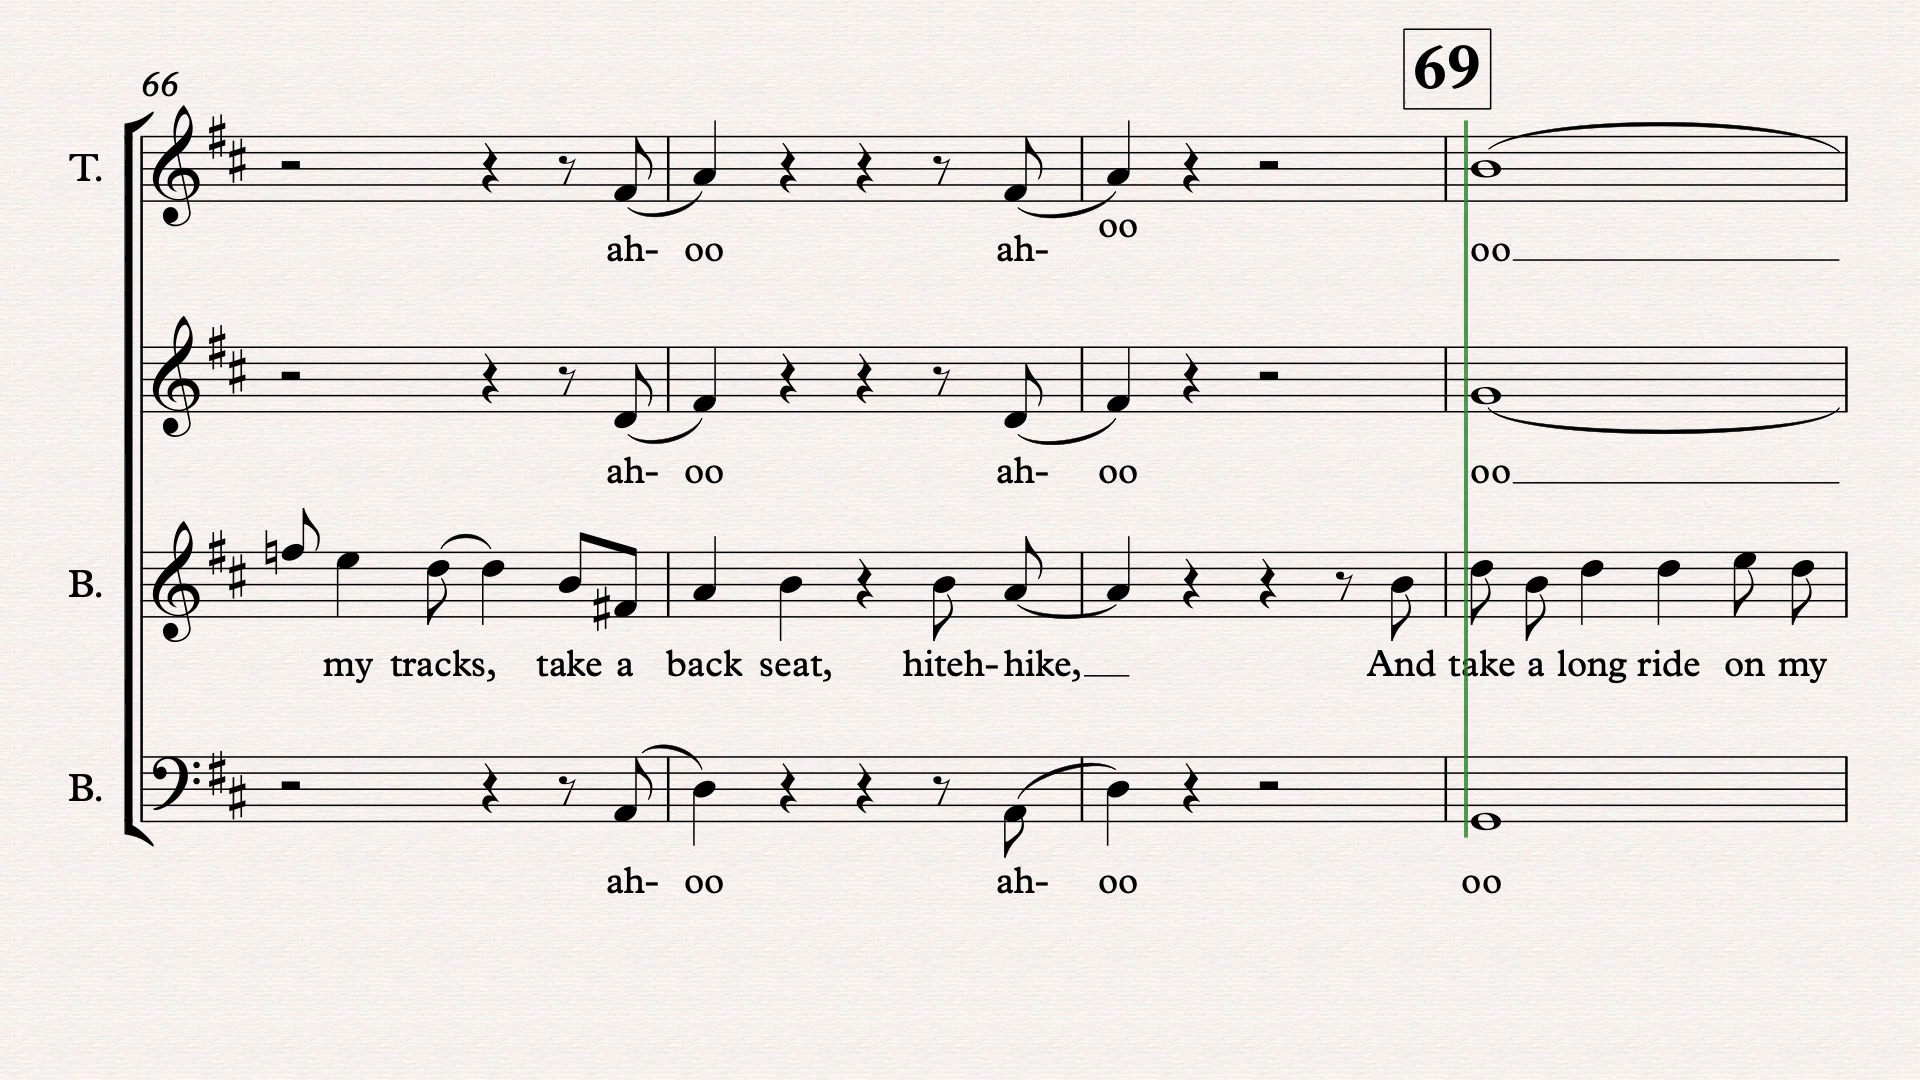 69
66
T.
oo
ah- oo ah- oo
ah- oo ah- oo oo
B.
my tracks, take a back seat, hiteh-hike, And take a long ride on my
B.
ah- oo ah- oo oo